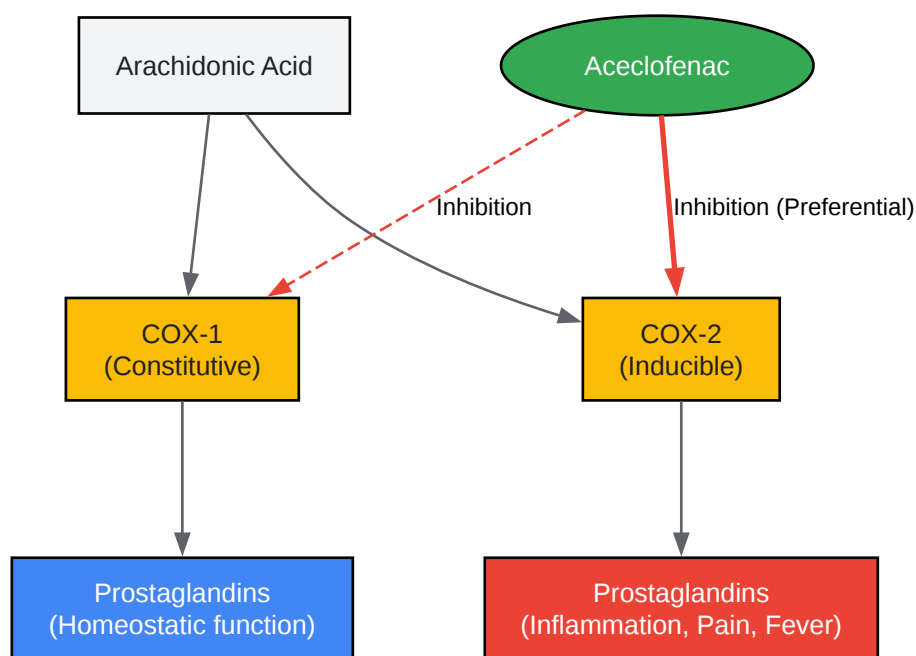 Arachidonic Acid
Aceclofenac
Inhibition
Inhibition (Preferential)
COX-1
(Constitutive)
COX-2
(Inducible)
Prostaglandins
(Homeostatic function)
Prostaglandins
(Inflammation, Pain, Fever)